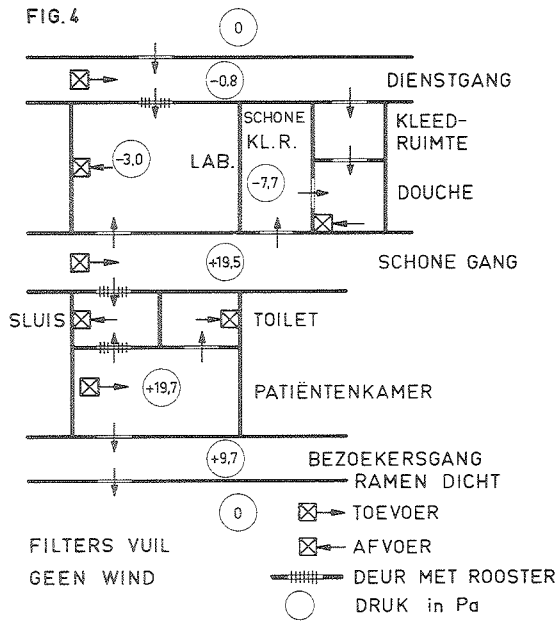 FIG.4
0
-0,8
DIENSTGANG
SCHONE
KL.R.
KLEED-
RUIMTE
-3,0
LAB.
-7,7
DOUCHE
+19,5
SCHONE GANG
SLUIS
TOILET
+19,7
PATIËNTENKAMER
+9,7
BEZOEKERSGANG
RAMEN DICHT
0
TOEVOER
FILTERS VUIL
AFVOER
GEEN WIND
DEUR MET ROOSTER
DRUK in Pa